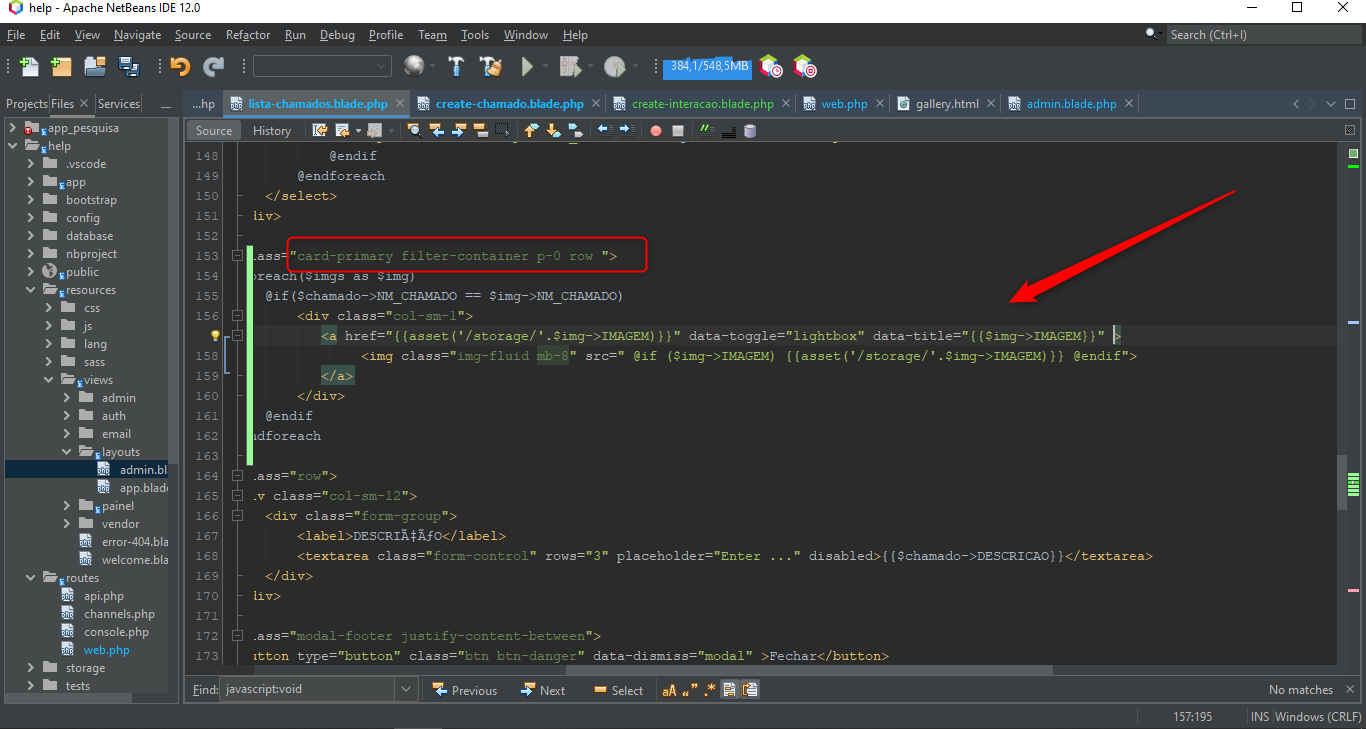 help - Apache NetBeans IDE 12.0
File Edit View Navigate Source Refactor Run Debug Profile Team Tools Window Help
Search (Ctrl+I)
384,1/548,5MB
Projects Files Services
...hp lista-chamados.blade.php create-chamado.blade.php create-interacao.blade.php web.php gallery.html admin.blade.php
Source History
app_pesquisa
help
.vscode
app
bootstrap
config
database
nbproject
public
resources
css
js
lang
sass
views
admin
auth
email
layouts
admin.bl
app.blade
painel
vendor
error-404.bla
welcome.bla
routes
api.php
channels.php
console.php
web.php
storage
tests
148 @endif
149 @endforeach
150 </select>
151 div>
152
153 lass="card-primary filter-container p-0 row ">
154 oreach($imgs as $img)
155 @if($chamado->NM_CHAMADO == $img->NM_CHAMADO)
156 <div class="col-sm-1">
<a href="{{asset('/storage/'.$img->IMAGEM)}}" data-toggle="lightbox" data-title="{{$img->IMAGEM}}" >
158 <img class="img-fluid mb-8" src=" @if ($img->IMAGEM) {{asset('/storage/'.$img->IMAGEM)}} @endif">
159 </a>
160 </div>
161 @endif
162 ndforeach
163
164 lass="row">
165 v class="col-sm-12">
166 <div class="form-group">
167 <label>DESCRIÃ‡ÃƒO</label>
168 <textarea class="form-control" rows="3" placeholder="Enter ..." disabled>{{$chamado->DESCRICAO}}</textarea>
169 </div>
170 div>
171
172 lass="modal-footer justify-content-between">
173 utton type="button" class="btn btn-danger" data-dismiss="modal" >Fechar</button>
Find: javascript:void Previous Next Select aA “” .* No matches
157:195 INS Windows (CRLF)